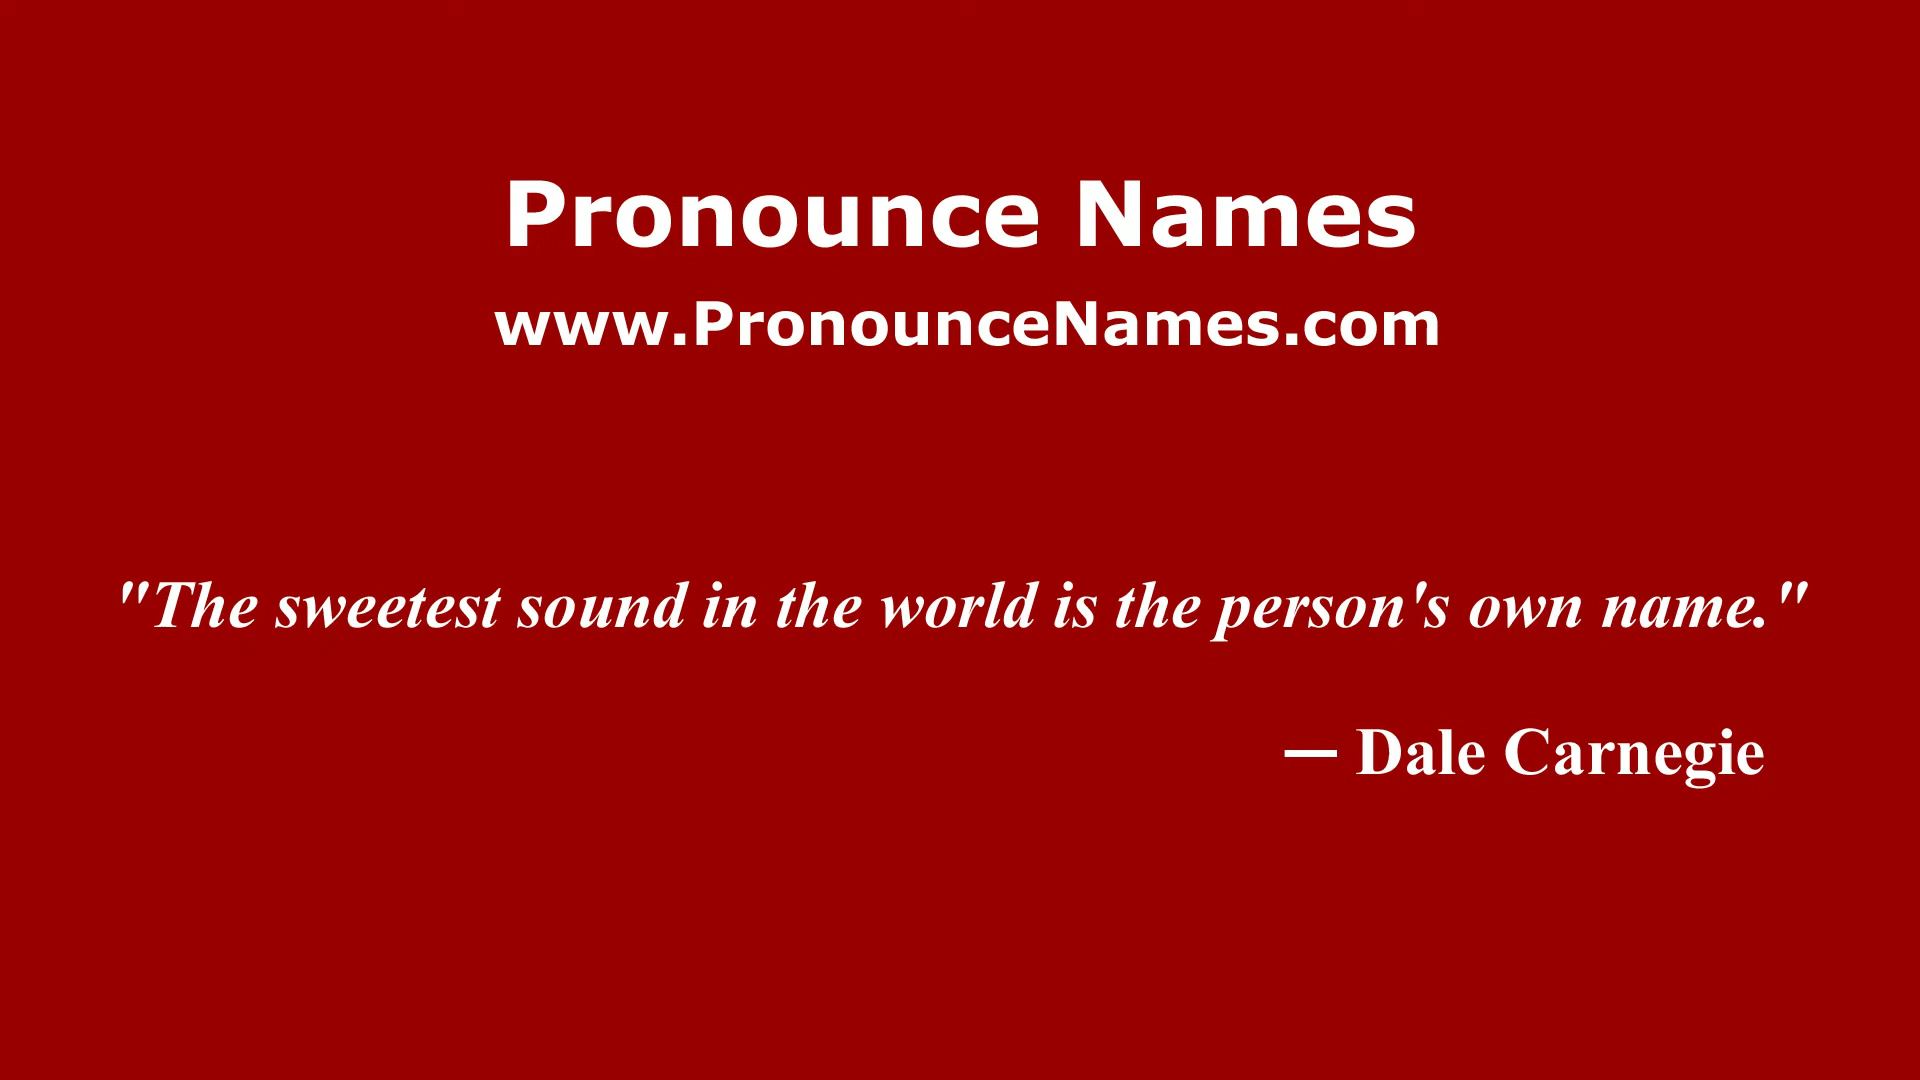 Pronounce Names
www.PronounceNames.com
"The sweetest sound in the world is the person's own name."
— Dale Carnegie